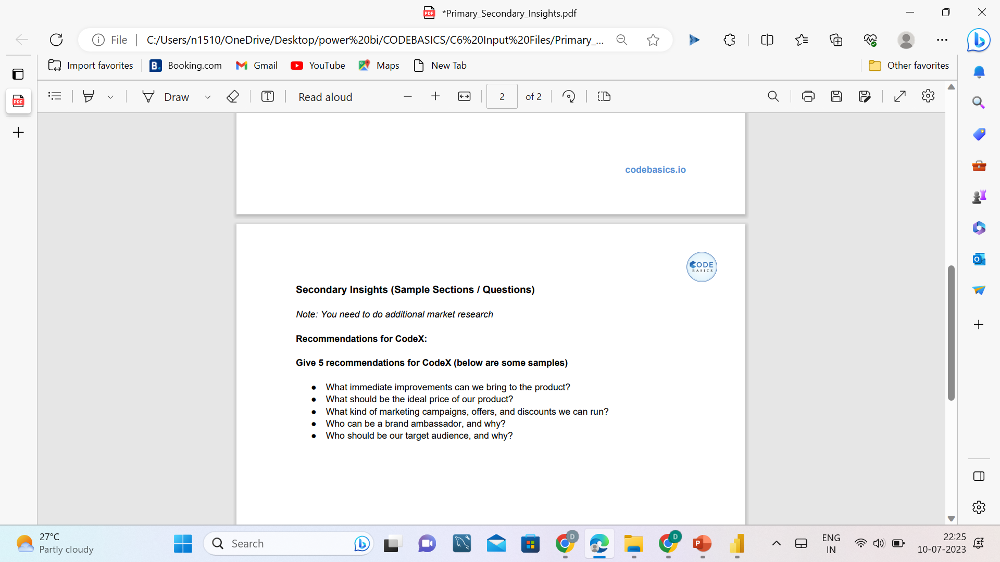 *Primary_Secondary_Insights.pdf
File
C:/Users/n1510/OneDrive/Desktop/power%20bi/CODEBASICS/C6%20Input%20Files/Primary_...
Import favorites
Booking.com
Gmail
YouTube
Maps
New Tab
Other favorites
Draw
Read aloud
2
of 2
codebasics.io
CODE
BASICS
Secondary Insights (Sample Sections / Questions)
Note: You need to do additional market research
Recommendations for CodeX:
Give 5 recommendations for CodeX (below are some samples)
● What immediate improvements can we bring to the product?
● What should be the ideal price of our product?
● What kind of marketing campaigns, offers, and discounts we can run?
● Who can be a brand ambassador, and why?
● Who should be our target audience, and why?
27°C
Partly cloudy
Search
D
D
ENG
IN
22:25
10-07-2023